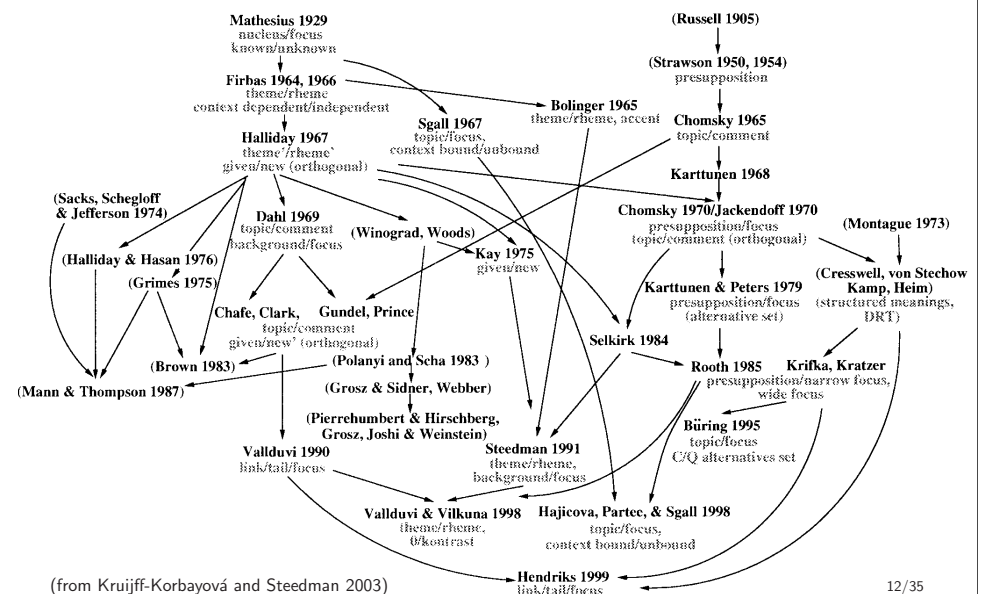 Mathesius 1929
nucleus/focus
known/unknown
(Russell 1905)
Firbas 1964, 1966
theme/rheme
context dependent/independent
(Strawson 1950, 1954)
presupposition
Bolinger 1965
theme/rheme, accent
Sgall 1967
topic/focus,
context bound/unbound
Chomsky 1965
topic/comment
Halliday 1967
theme`/rheme`
given/new (orthogonal)
Karttunen 1968
(Sacks, Schegloff
& Jefferson 1974)
Dahl 1969
topic/comment
background/focus
(Winograd, Woods)
Chomsky 1970/Jackendoff 1970
presupposition/focus
topic/comment (orthogonal)
(Montague 1973)
(Halliday & Hasan 1976)
(Grimes 1975)
Kay 1975
given/new
Karttunen & Peters 1979
presupposition/focus
(alternative set)
(Cresswell, von Stechow
Kamp, Heim)
(structured meanings,
DRT)
Chafe, Clark,
Gundel, Prince
topic/comment
given/new' (orthogonal)
Selkirk 1984
(Brown 1983)
(Polanyi and Scha 1983 )
Rooth 1985
Krifka, Kratzer
presupposition/narrow focus,
wide focus
(Mann & Thompson 1987)
(Grosz & Sidner, Webber)
(Pierrehumbert & Hirschberg,
Grosz, Joshi & Weinstein)
Büring 1995
topic/focus
C/Q alternatives set
Vallduvi 1990
link/tail/focus
Steedman 1991
theme/rheme,
background/focus
Vallduvi & Vilkuna 1998
theme/rheme,
0/kontrast
Hajicova, Partee, & Sgall 1998
topic/focus,
context bound/unbound
Hendriks 1999
link/tail/focus
(from Kruijff-Korbayová and Steedman 2003)
12/35